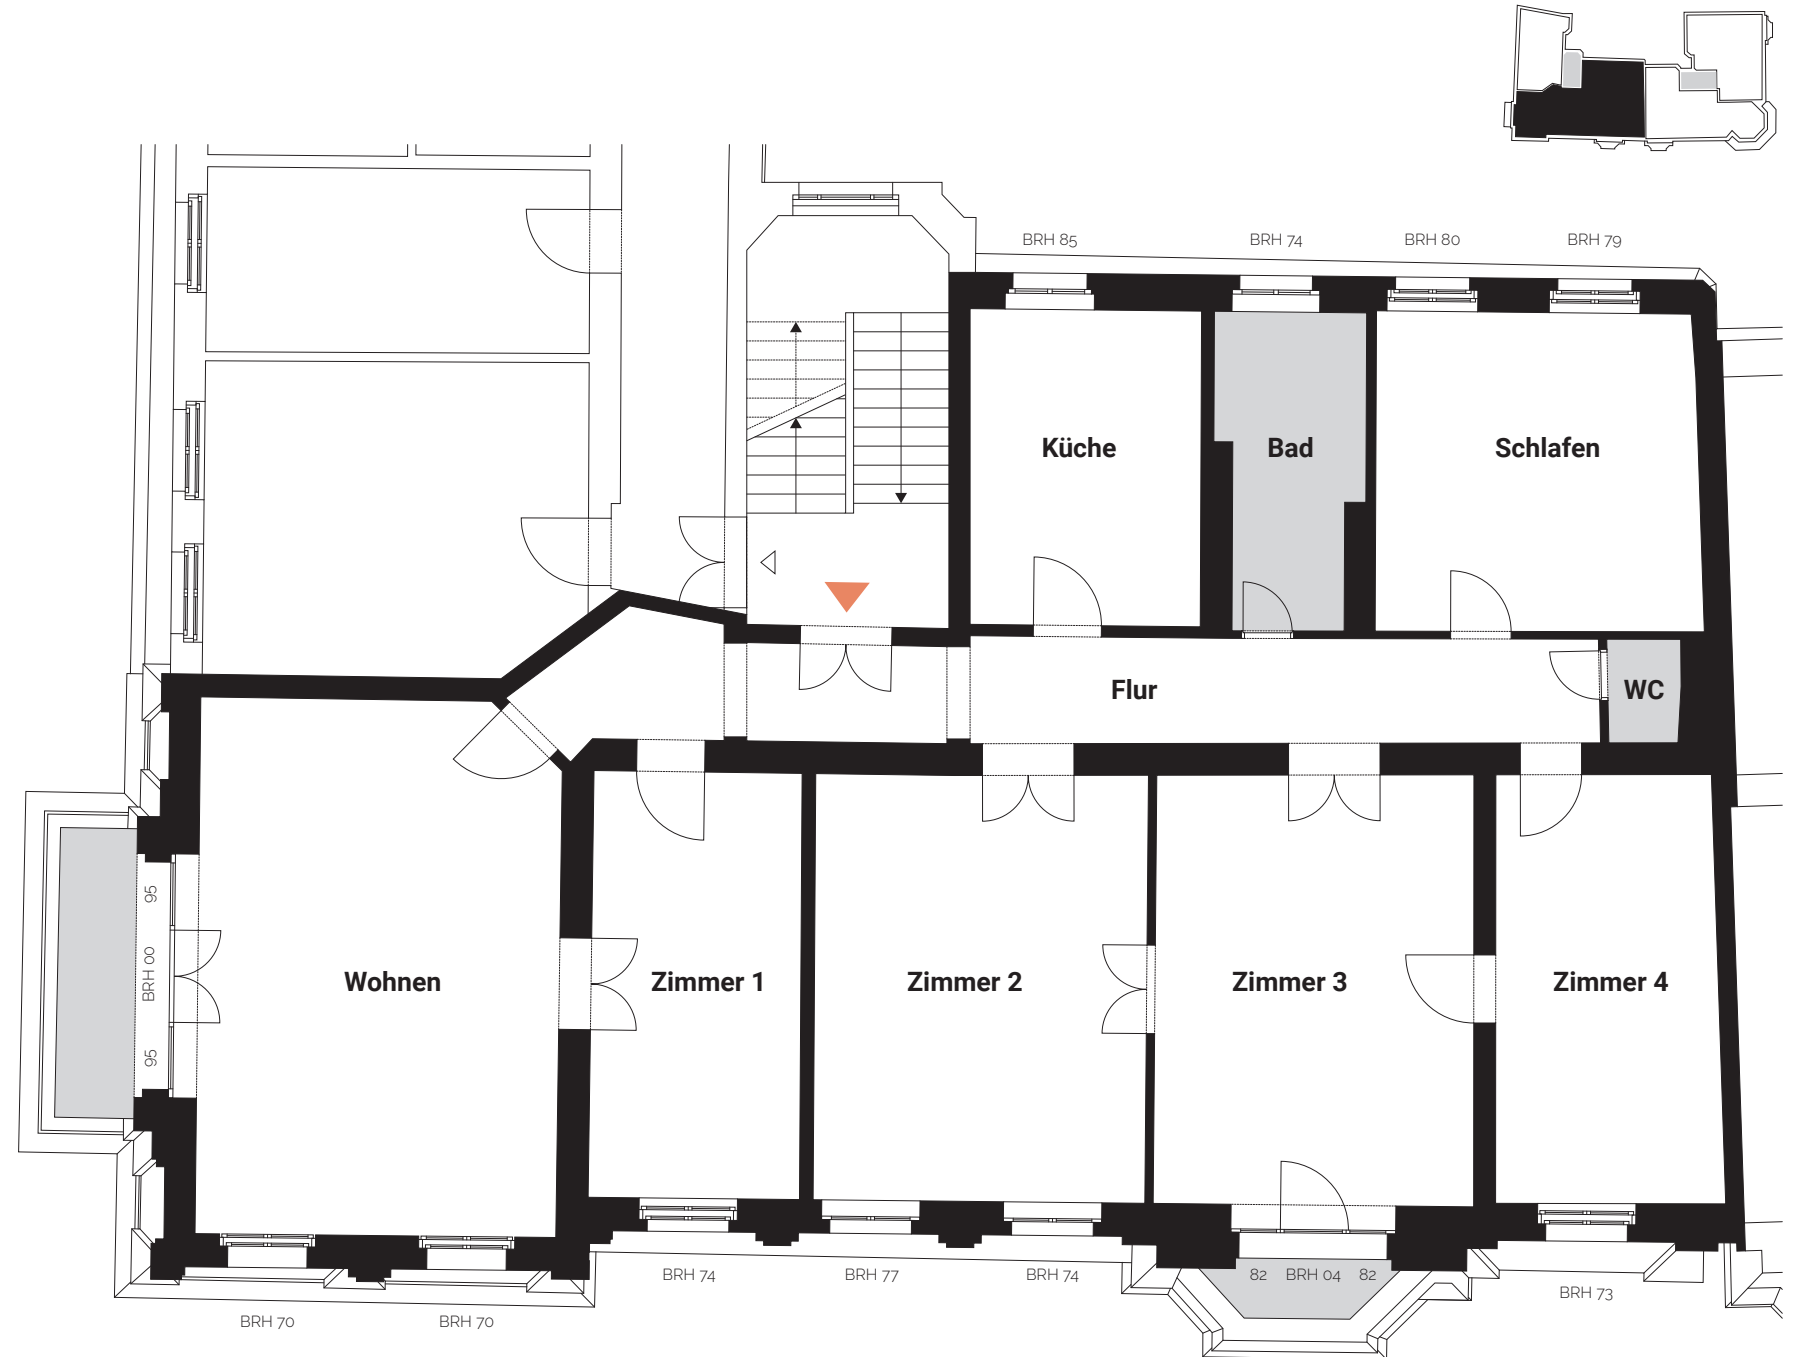 BRH 85
BRH 74
BRH 80
BRH 79
Küche
Bad
Schlafen
Flur
WC
95
BRH 00
95
Wohnen
Zimmer 1
Zimmer 2
Zimmer 3
Zimmer 4
BRH 70
BRH 70
BRH 74
BRH 77
BRH 74
82 BRH 04 82
BRH 73